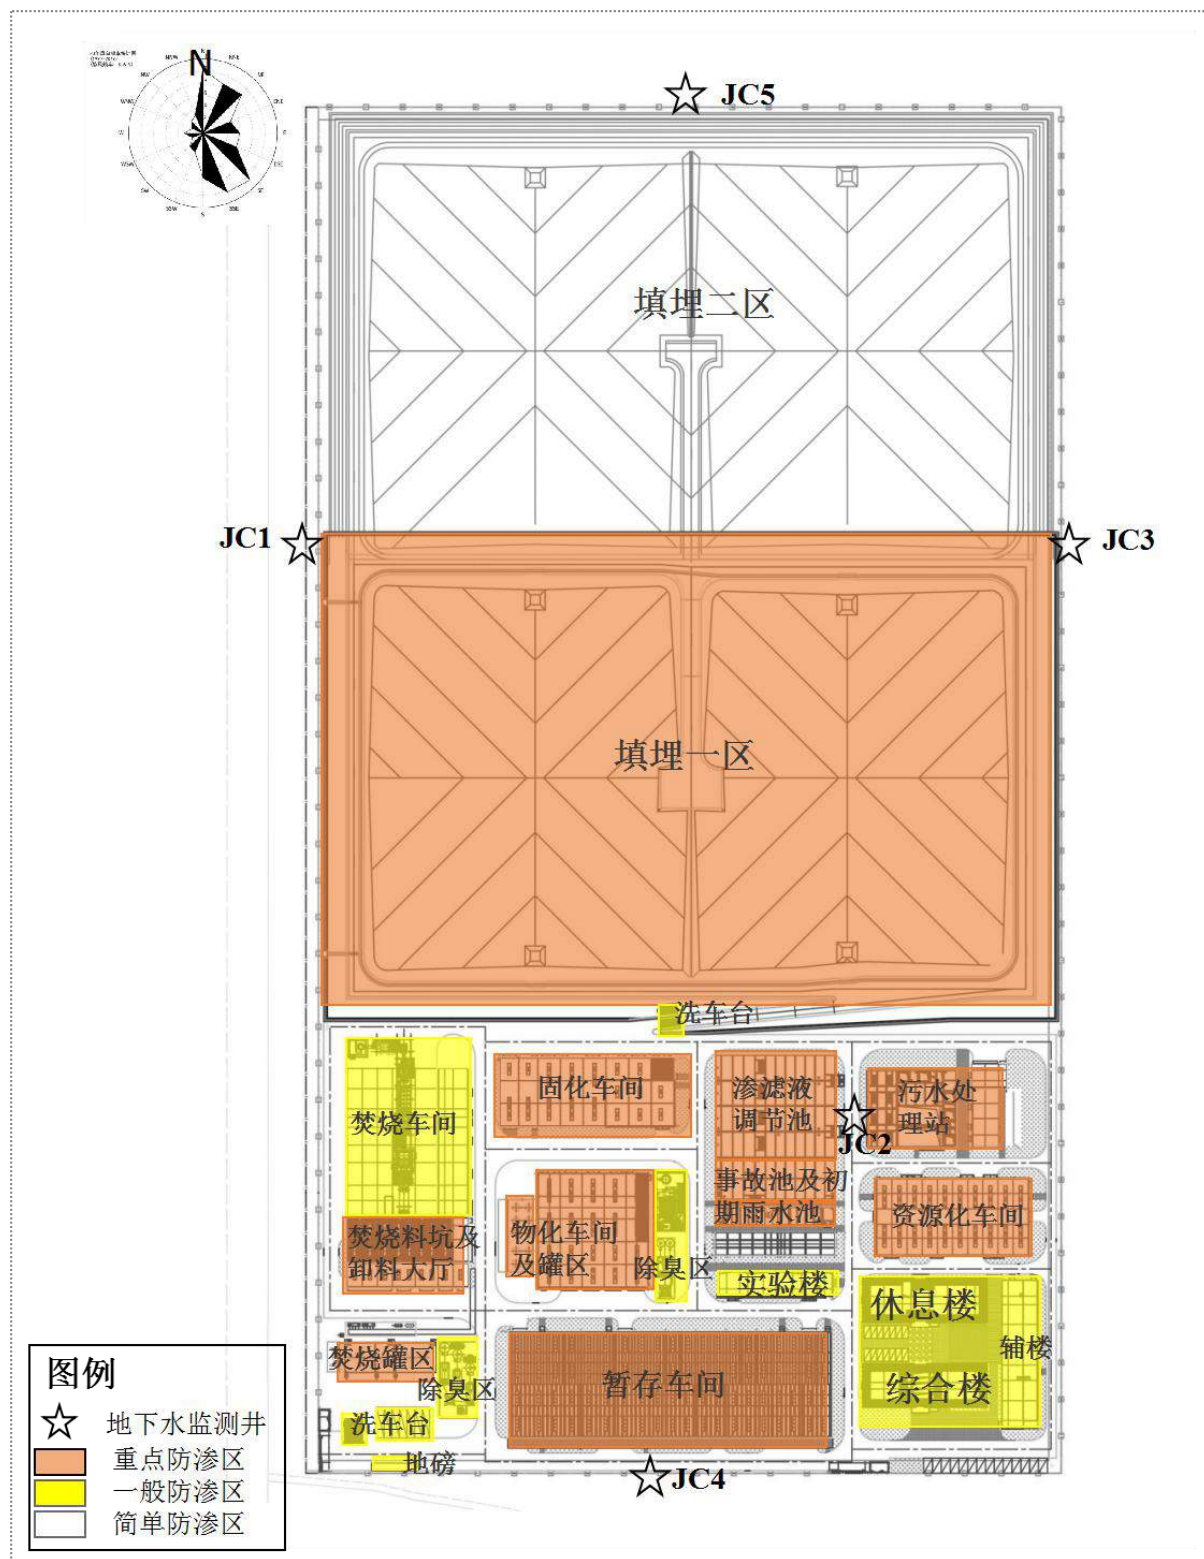 N
JC5
填埋二区
JC1
JC3
填埋一区
洗车台
固化车间
渗滤液
调节池
污水处
理站
焚烧车间
JC2
事故池及初
期雨水池
资源化车间
焚烧料坑及
卸料大厅
物化车间
及罐区
除臭区
实验楼
休息楼
辅楼
综合楼
焚烧罐区
除臭区
暂存车间
洗车台
地磅
JC4
图例
地下水监测井
重点防渗区
一般防渗区
简单防渗区